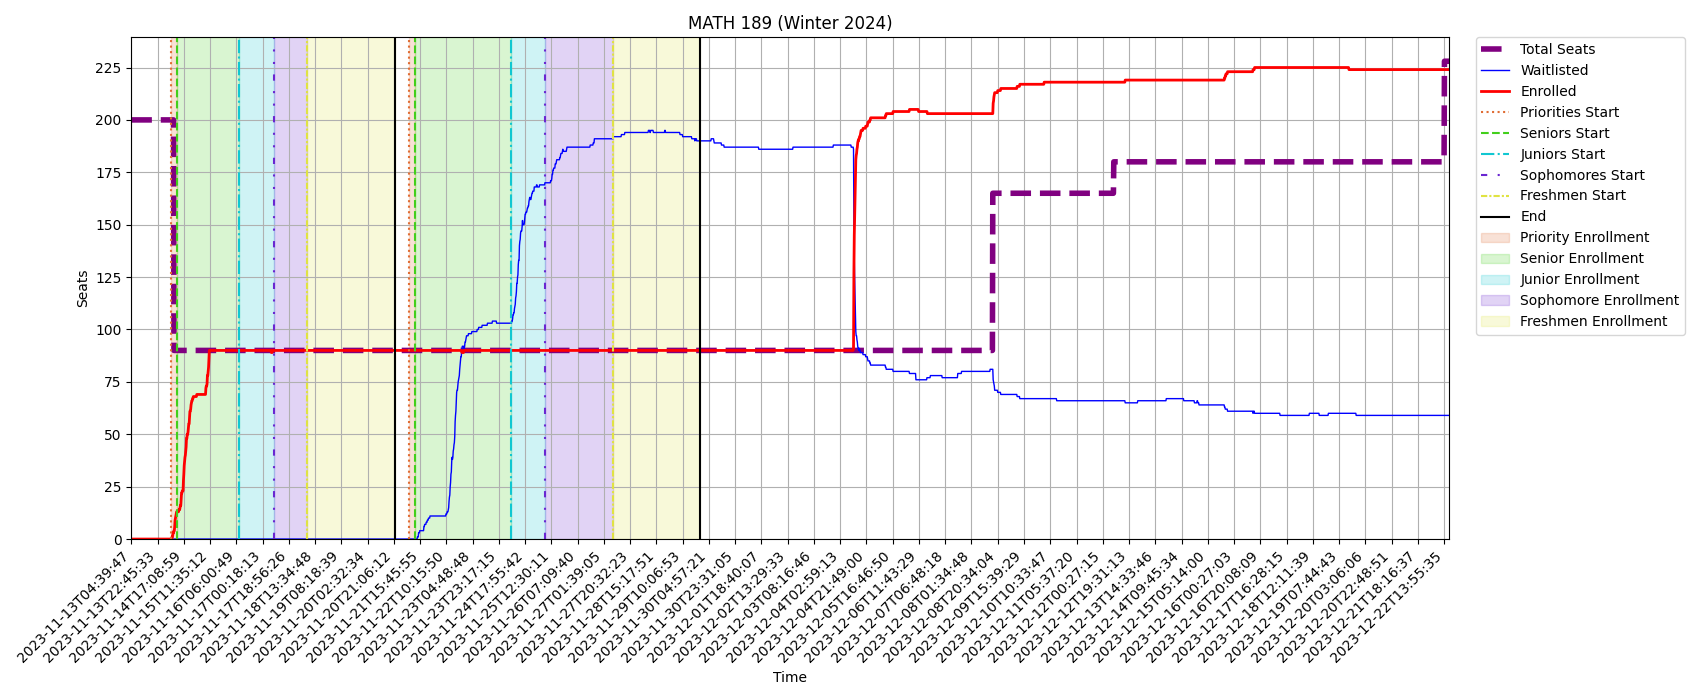 MATH 189 (Winter 2024)
Seats
225
200
175
150
125
100
75
50
25
0
2023-11-13T04:39:47
2023-11-13T22:45:33
2023-11-14T17:08:59
2023-11-15T11:35:12
2023-11-16T06:00:49
2023-11-17T00:18:13
2023-11-17T18:56:26
2023-11-18T13:34:48
2023-11-19T08:18:39
2023-11-20T02:32:34
2023-11-20T21:06:12
2023-11-21T15:45:55
2023-11-22T10:15:50
2023-11-23T04:48:48
2023-11-23T23:17:15
2023-11-24T17:55:42
2023-11-25T12:30:11
2023-11-26T07:09:40
2023-11-27T01:39:05
2023-11-27T20:32:23
2023-11-28T15:17:51
2023-11-29T10:06:53
2023-11-30T04:57:21
2023-11-30T23:31:05
2023-12-01T18:40:07
2023-12-02T13:29:33
2023-12-03T08:16:46
2023-12-04T02:59:13
2023-12-04T21:49:00
2023-12-05T16:46:50
2023-12-06T11:43:29
2023-12-07T06:48:18
2023-12-08T01:34:48
2023-12-08T20:34:04
2023-12-09T15:39:29
2023-12-10T10:33:47
2023-12-11T05:37:20
2023-12-12T00:27:15
2023-12-12T19:31:13
2023-12-13T14:33:46
2023-12-14T09:45:34
2023-12-15T05:14:00
2023-12-16T00:27:03
2023-12-16T20:08:09
2023-12-17T16:28:15
2023-12-18T12:11:39
2023-12-19T07:44:43
2023-12-20T03:06:06
2023-12-20T22:48:51
2023-12-21T18:16:37
2023-12-22T13:55:35
Time
Total Seats
Waitlisted
Enrolled
Priorities Start
Seniors Start
Juniors Start
Sophomores Start
Freshmen Start
End
Priority Enrollment
Senior Enrollment
Junior Enrollment
Sophomore Enrollment
Freshmen Enrollment